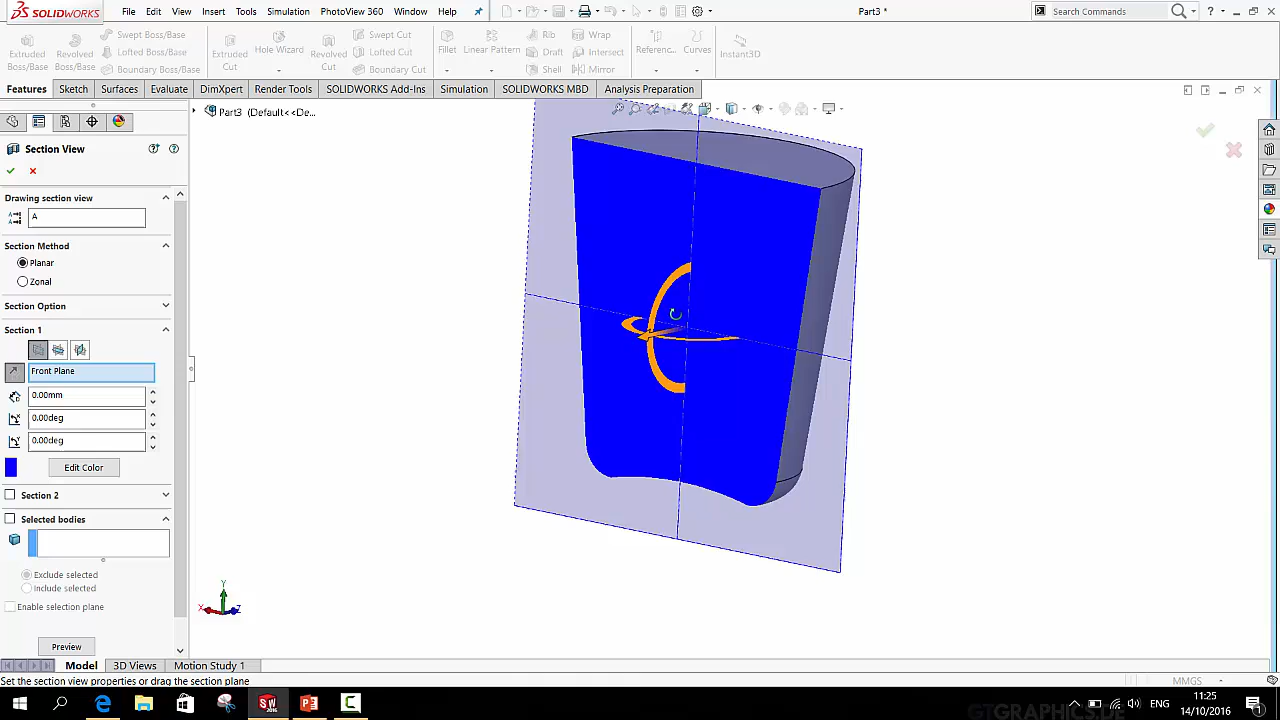 SOLIDWORKS
File Edit View Insert Tools Simulation PhotoView 360 Window Help
Part3 *
Search Commands
?
Extruded Boss/Base
Revolved Boss/Base
Swept Boss/Base
Lofted Boss/Base
Boundary Boss/Base
Extruded Cut
Hole Wizard
Revolved Cut
Swept Cut
Lofted Cut
Boundary Cut
Fillet
Linear Pattern
Rib
Draft
Shell
Wrap
Intersect
Mirror
Referenc...
Curves
Instant3D
Features Sketch Surfaces Evaluate DimXpert Render Tools SOLIDWORKS Add-Ins Simulation SOLIDWORKS MBD Analysis Preparation
Part3 (Default<<De...
Section View
Drawing section view
A
Section Method
Planar
Zonal
Section Option
Section 1
Front Plane
0.00mm
0.00deg
0.00deg
Edit Color
Section 2
Selected bodies
Exclude selected
Include selected
Enable selection plane
Preview
Y
X
Z
Model 3D Views Motion Study 1
Set the section view properties or drag the section plane
MMGS
ENG
11:25
14/10/2016
GTGRAPHICS.DE